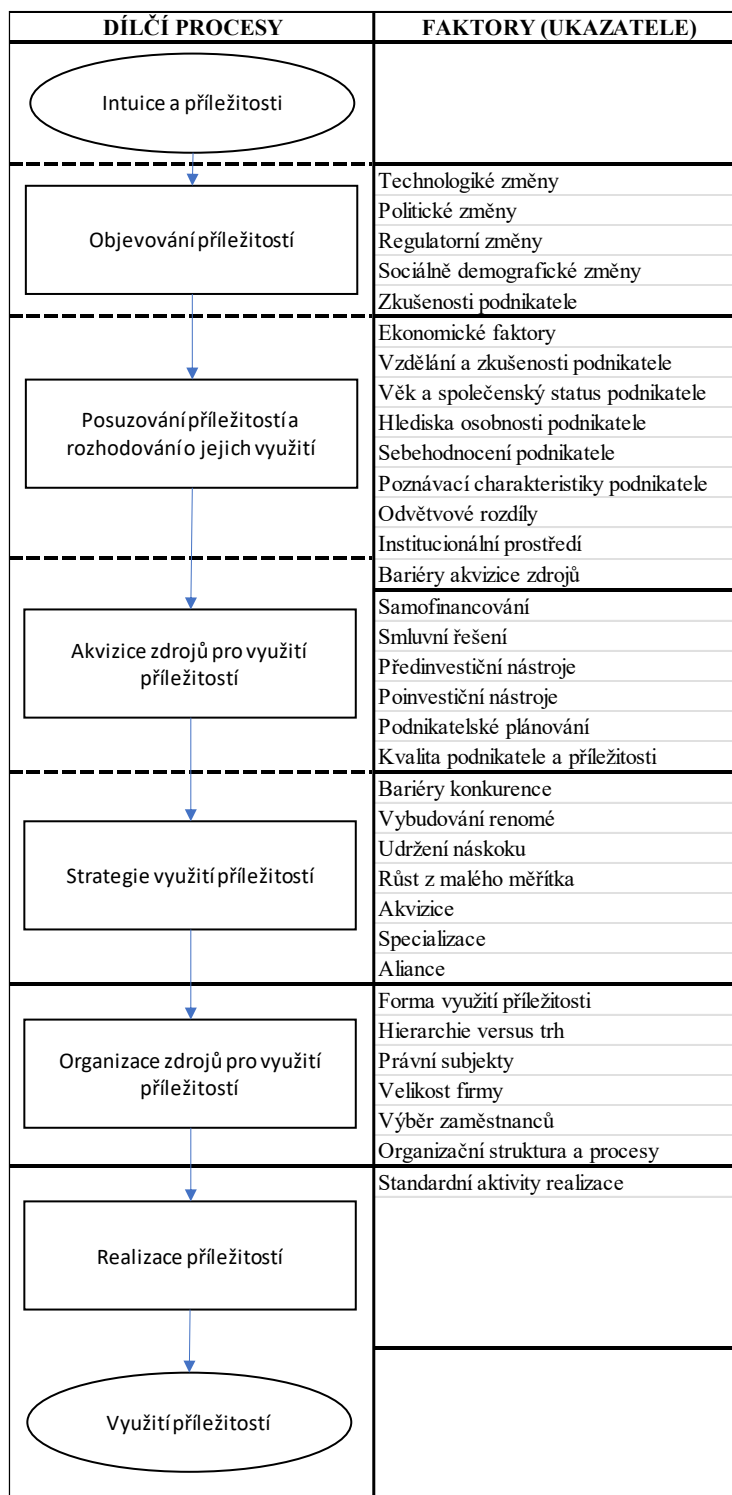 DÍLČÍ PROCESY
FAKTORY (UKAZATELE)
Intuice a příležitosti
Objevování příležitostí
Technologiké změny
Politické změny
Regulatorní změny
Sociálně demografické změny
Zkušenosti podnikatele
Posuzování příležitostí a
rozhodování o jejich využití
Ekonomické faktory
Vzdělání a zkušenosti podnikatele
Věk a společenský status podnikatele
Hlediska osobnosti podnikatele
Sebehodnocení podnikatele
Poznávací charakteristiky podnikatele
Odvětvové rozdíly
Institucionální prostředí
Bariéry akvizice zdrojů
Akvizice zdrojů pro využití
příležitostí
Samofinancování
Smluvní řešení
Předinvestiční nástroje
Poinvestiční nástroje
Podnikatelské plánování
Kvalita podnikatele a příležitosti
Strategie využití příležitostí
Bariéry konkurence
Vybudování renomé
Udržení náskoku
Růst z malého měřítka
Akvizice
Specializace
Aliance
Organizace zdrojů pro využití
příležitostí
Forma využití příležitosti
Hierarchie versus trh
Právní subjekty
Velikost firmy
Výběr zaměstnanců
Organizační struktura a procesy
Realizace příležitostí
Standardní aktivity realizace
Využití příležitostí